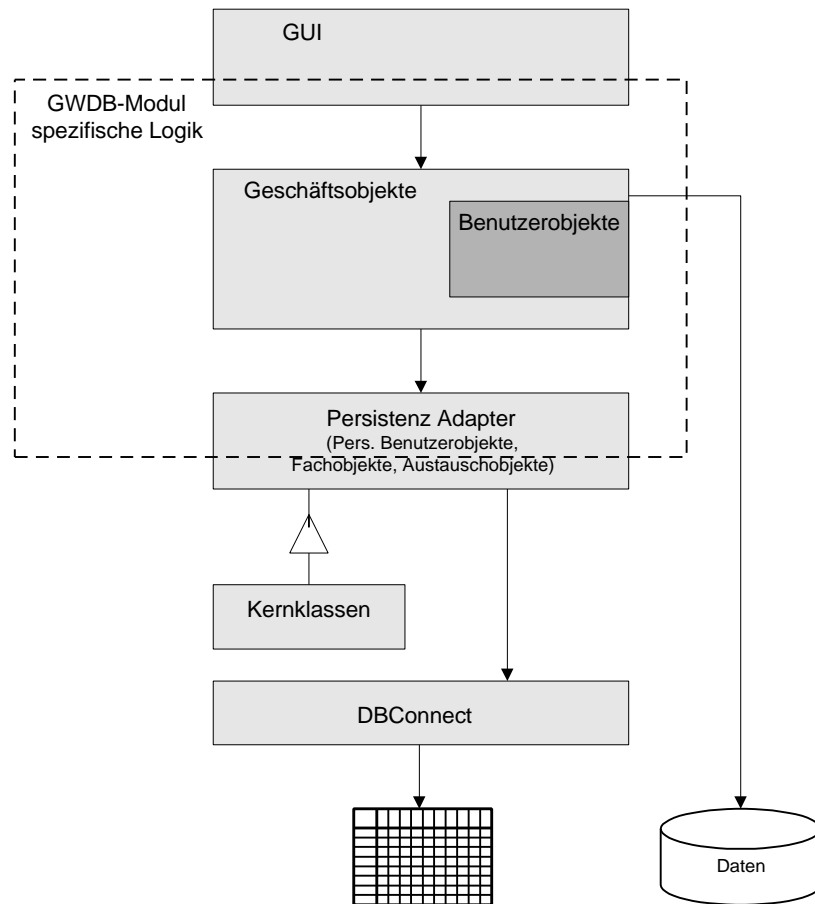 GUI
GWDB-Modul
spezifische Logik
Geschäftsobjekte
Benutzerobjekte
Persistenz Adapter
(Pers. Benutzerobjekte,
Fachobjekte, Austauschobjekte)
Kernklassen
DBConnect
Daten